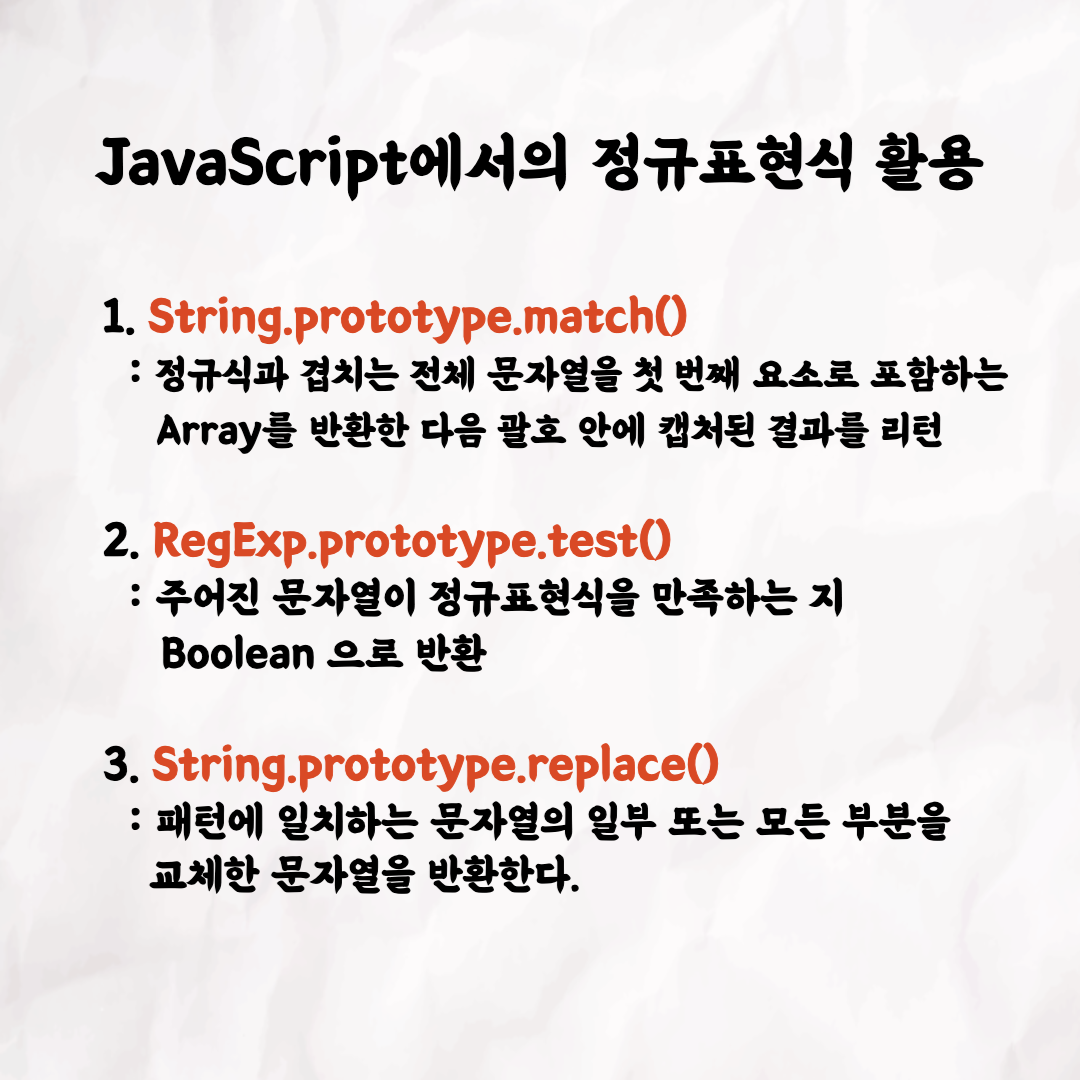 JavaScript에서의 정규표현식 활용
1. String.prototype.match()
: 정규식과 겹치는 전체 문자열을 첫 번째 요소로 포함하는
Array를 반환한 다음 괄호 안에 캡처된 결과를 리턴
2. RegExp.prototype.test()
: 주어진 문자열이 정규표현식을 만족하는 지
Boolean 으로 반환
3. String.prototype.replace()
: 패턴에 일치하는 문자열의 일부 또는 모든 부분을
교체한 문자열을 반환한다.